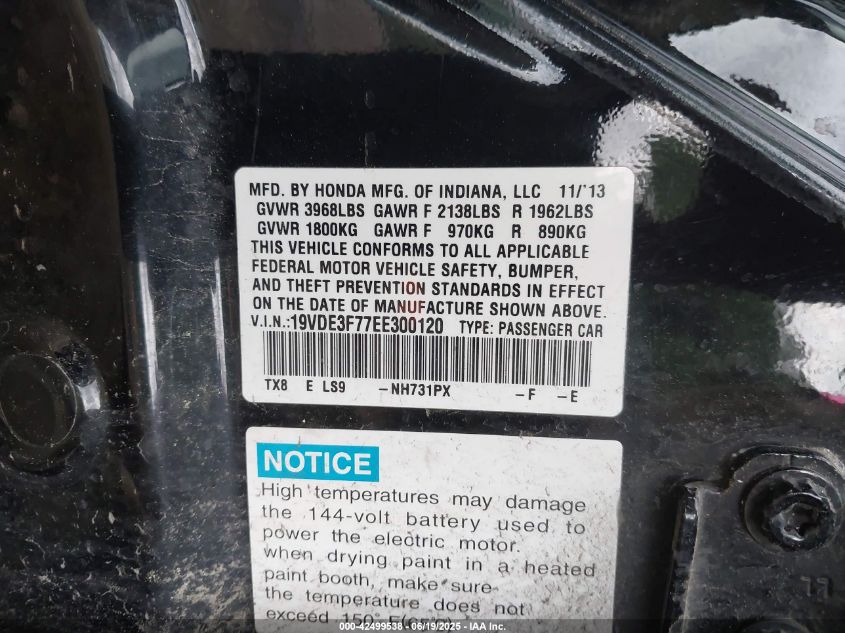 MFD. BY HONDA MFG. OF INDIANA, LLC 11/'13
GVWR 3968LBS GAWR F 2138LBS R 1962LBS
GVWR 1800KG GAWR F 970KG R 890KG
THIS VEHICLE CONFORMS TO ALL APPLICABLE
FEDERAL MOTOR VEHICLE SAFETY, BUMPER,
AND THEFT PREVENTION STANDARDS IN EFFECT
ON THE DATE OF MANUFACTURE SHOWN ABOVE.
V.I.N.:19VDE3F77EE300120 TYPE: PASSENGER CAR
TX8 E LS9 -NH731PX -F -E
NOTICE
High temperatures may damage
the 144-volt battery used to
power the electric motor.
when drying paint in a heated
paint booth, make sure
the temperature does not
exceed 150°
000-42499538 - 06/19/2025 - IAAI.COM